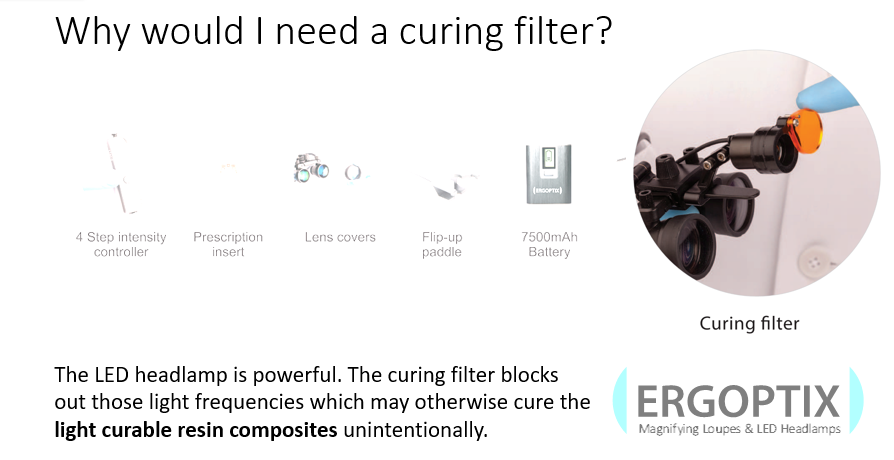 Why would I need a curing filter?
4 Step intensity
controller
Prescription
insert
Lens covers
Flip-up
paddle
ERGOPTIX
7500mAh
Battery
Curing filter
The LED headlamp is powerful. The curing filter blocks
out those light frequencies which may otherwise cure the
light curable resin composites unintentionally.
ERGOPTIX
Magnifying Loupes & LED Headlamps